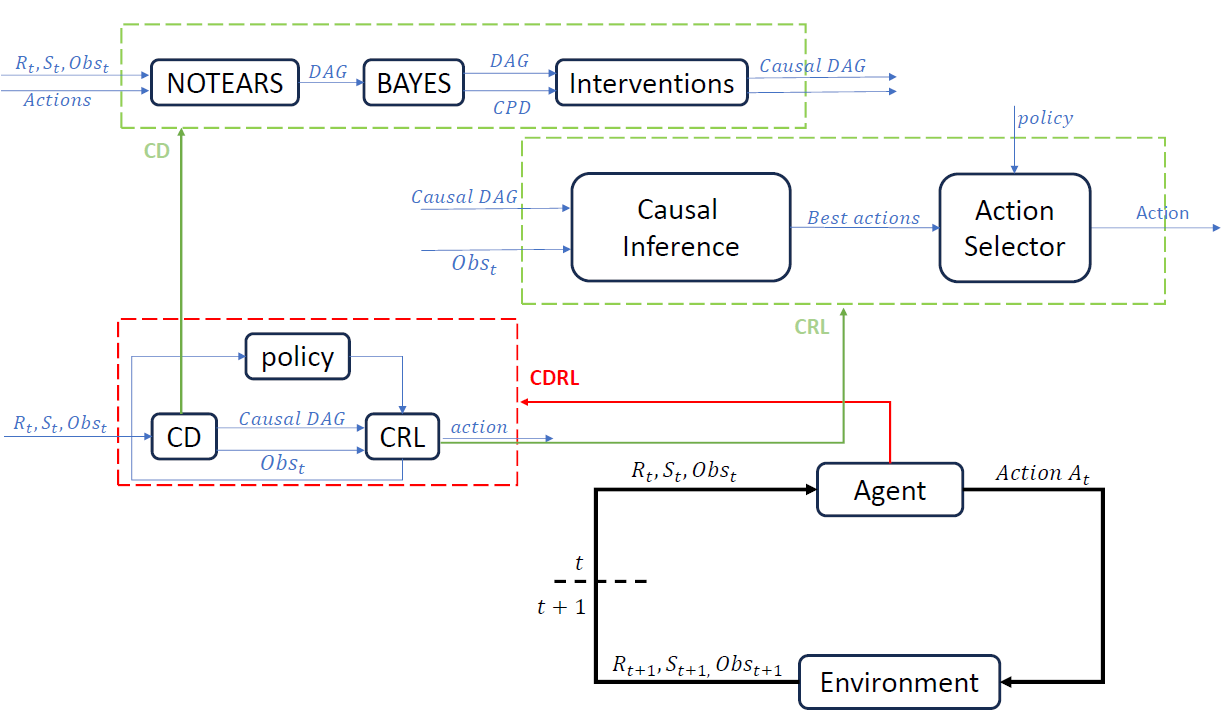 R_t, S_t, Obs_t
Actions
NOTEARS
DAG
BAYES
DAG
CPD
Interventions
Causal DAG
CD
policy
Causal DAG
Obs_t
Causal
Inference
Best actions
Action
Selector
Action
CRL
policy
CDRL
R_t, S_t, Obs_t
CD
Causal DAG
Obs_t
CRL
action
R_t, S_t, Obs_t
Agent
Action A_t
t
t + 1
R_{t+1}, S_{t+1,} Obs_{t+1}
Environment